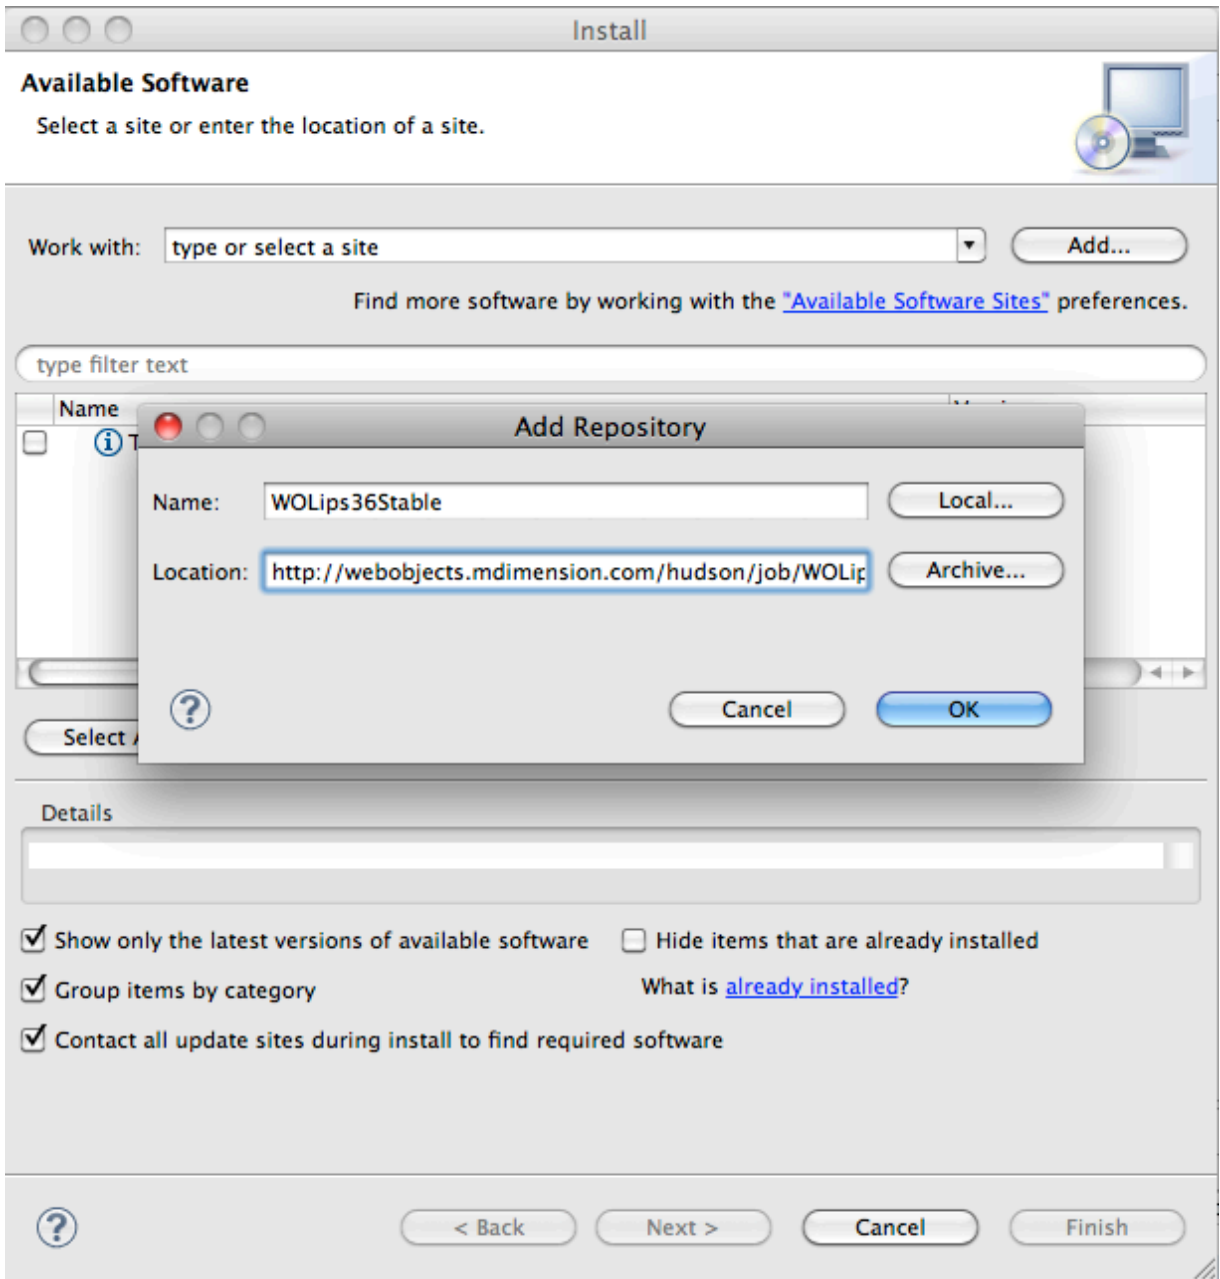 Install
Available Software
Select a site or enter the location of a site.
Work with: type or select a site Add...
Find more software by working with the "Available Software Sites" preferences.
type filter text
Name
Add Repository
Name: WOLips36Stable Local...
Location: http://webobjects.mdimension.com/hudson/job/WOLip Archive...
Cancel OK
Select
Details
Show only the latest versions of available software Hide items that are already installed
Group items by category What is already installed?
Contact all update sites during install to find required software
< Back Next > Cancel Finish